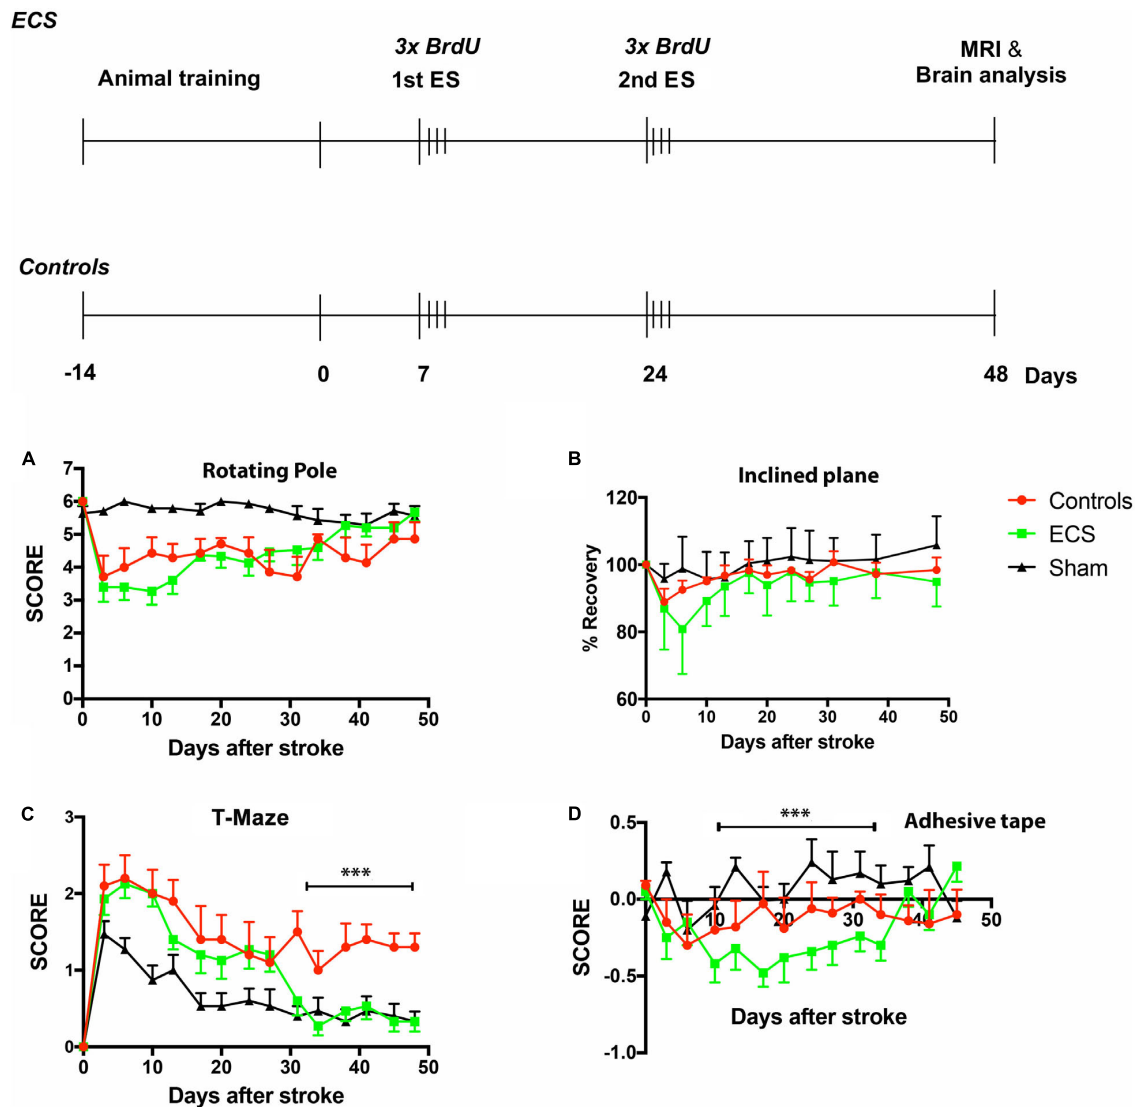 ECS
3x BrdU 3x BrdU MRI &
Animal training 1st ES 2nd ES Brain analysis
Controls
-14 0 7 24 48 Days
A
Rotating Pole
7
6
5
4
3
2
1
0
SCORE
0 10 20 30 40 50
Days after stroke
B
Inclined plane
120
100
80
60
% Recovery
0 10 20 30 40 50
Days after stroke
Controls
ECS
Sham
C
T-Maze
***
3
2
1
0
SCORE
0 10 20 30 40 50
Days after stroke
D
Adhesive tape
***
0.5
0.0
-0.5
-1.0
SCORE
10 20 30 40 50
Days after stroke